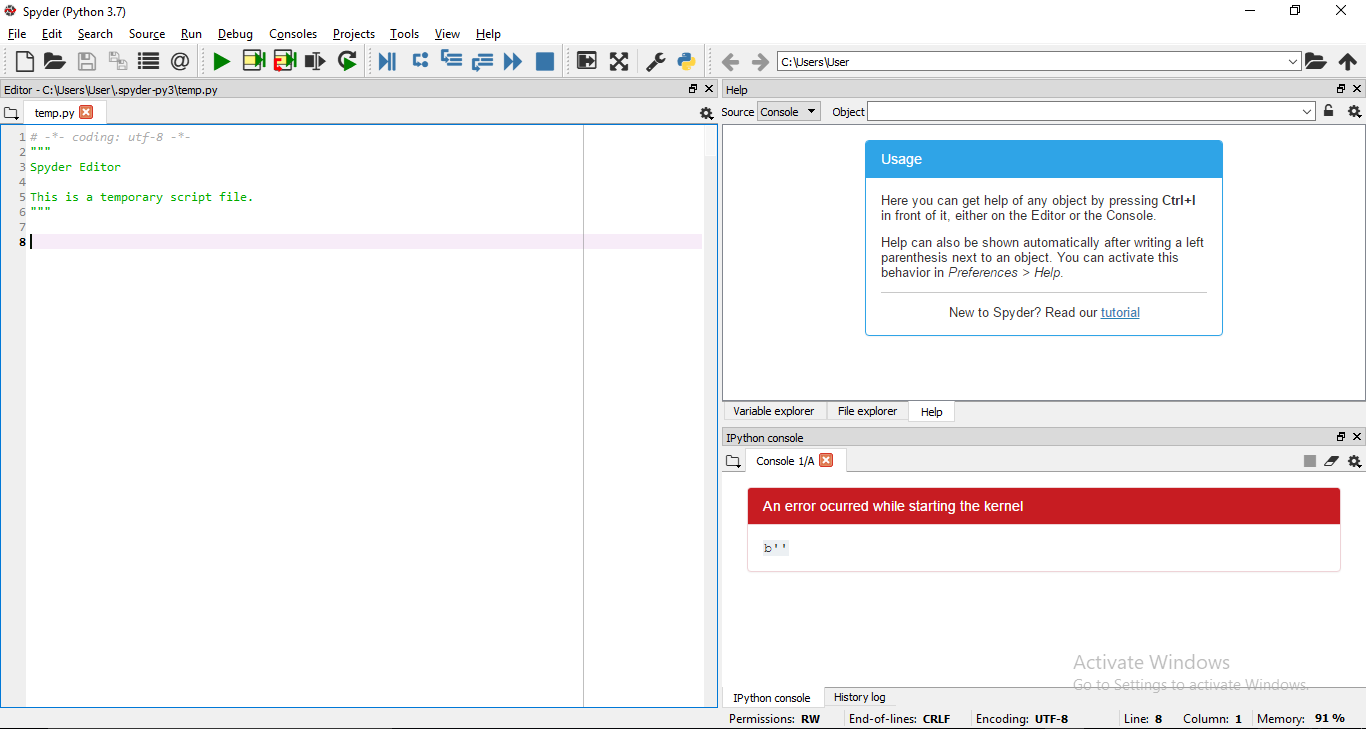 Spyder (Python 3.7)
File Edit Search Source Run Debug Consoles Projects Tools View Help
C:\Users\User
Editor - C:\Users\User\.spyder-py3\temp.py
temp.py
1 # -*- coding: utf-8 -*-
2 """
3 Spyder Editor
4
5 This is a temporary script file.
6 """
7
8
Help
Source Console Object
Usage
Here you can get help of any object by pressing Ctrl+I
in front of it, either on the Editor or the Console.
Help can also be shown automatically after writing a left
parenthesis next to an object. You can activate this
behavior in Preferences > Help.
New to Spyder? Read our tutorial
Variable explorer File explorer Help
IPython console
Console 1/A
An error ocurred while starting the kernel
b''
Activate Windows
Go to Settings to activate Windows.
IPython console History log
Permissions: RW End-of-lines: CRLF Encoding: UTF-8 Line: 8 Column: 1 Memory: 91 %